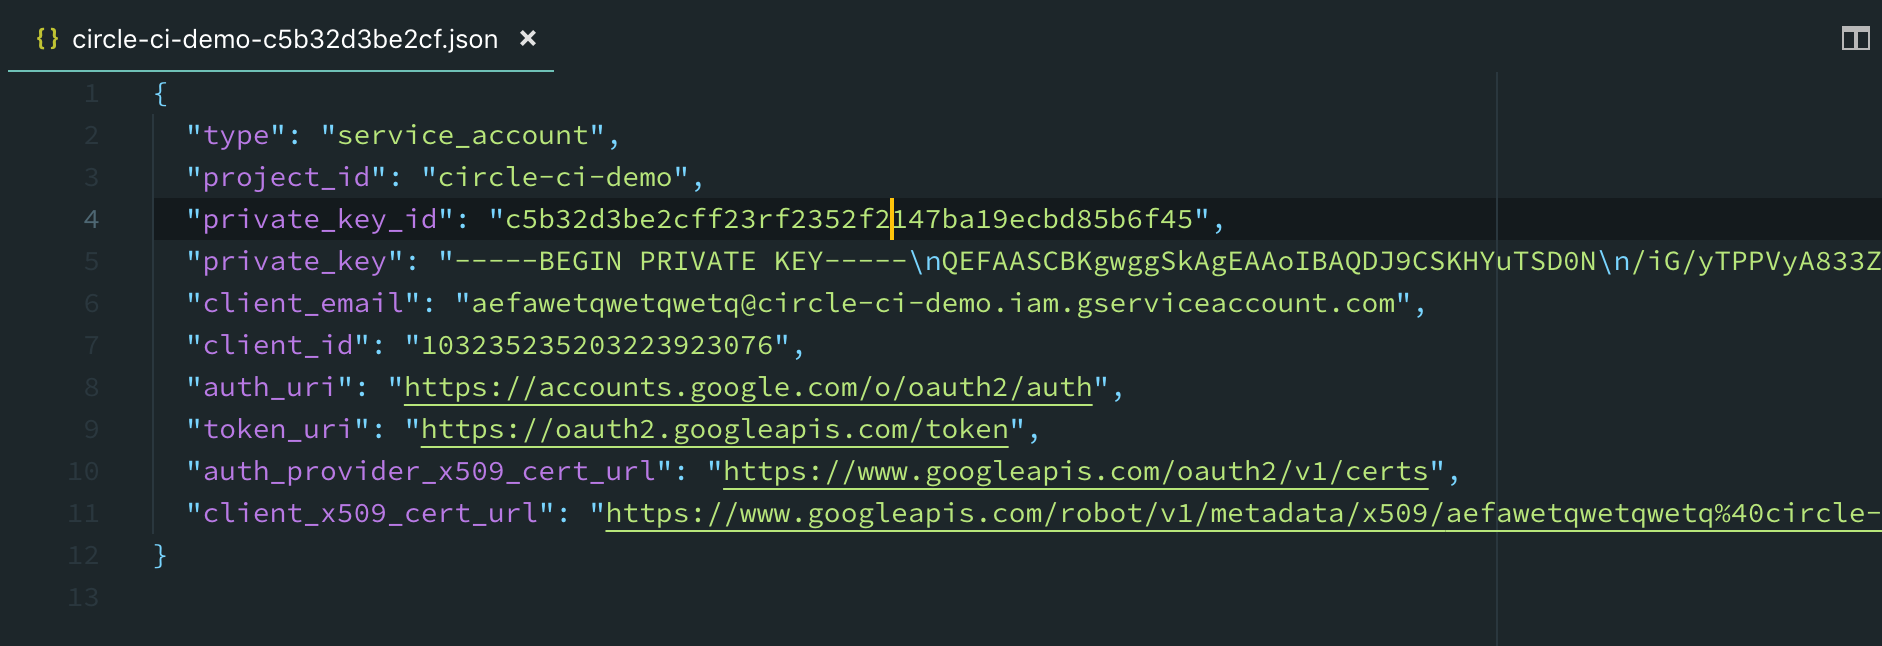 {} circle-ci-demo-c5b32d3be2cf.json ×
1 {
2 "type": "service_account",
3 "project_id": "circle-ci-demo",
4 "private_key_id": "c5b32d3be2cff23rf2352f2147ba19ecbd85b6f45",
5 "private_key": "-----BEGIN PRIVATE KEY-----\nQEFAASCBKgwggSkAgEAAoIBAQDJ9CSKHYuTSD0N\n/iG/yTPPVyA833Z
6 "client_email": "aefawetqwetqwetq@circle-ci-demo.iam.gserviceaccount.com",
7 "client_id": "103235235203223923076",
8 "auth_uri": "https://accounts.google.com/o/oauth2/auth",
9 "token_uri": "https://oauth2.googleapis.com/token",
10 "auth_provider_x509_cert_url": "https://www.googleapis.com/oauth2/v1/certs",
11 "client_x509_cert_url": "https://www.googleapis.com/robot/v1/metadata/x509/aefawetqwetqwetq%40circle-
12 }
13